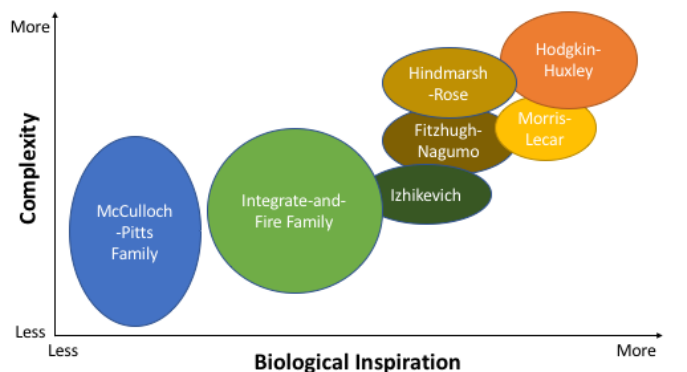 More
Complexity
Less
Less
Biological Inspiration
More
McCulloch
-Pitts
Family
Integrate-and-
Fire Family
Izhikevich
Fitzhugh-
Nagumo
Hindmarsh
-Rose
Morris-
Lecar
Hodgkin-
Huxley